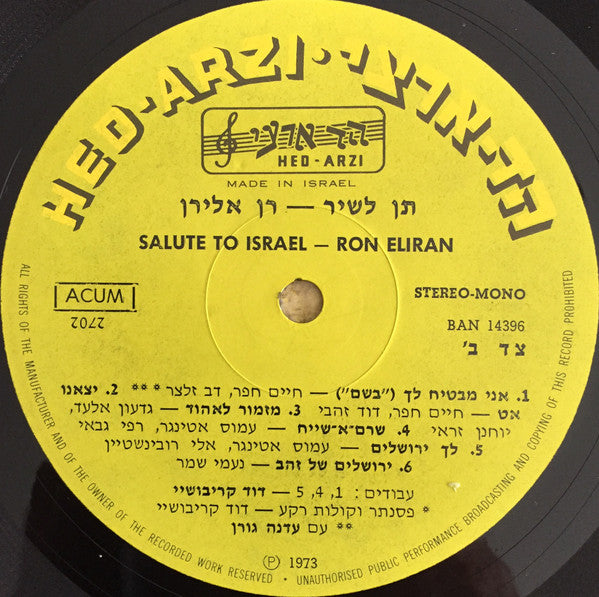 HED-ARZI · הד-ארצי
הד ארצי
HED-ARZI
MADE IN ISRAEL
תן לשיר — רן אלירן
SALUTE TO ISRAEL — RON ELIRAN
ACUM
2702
STEREO-MONO
BAN 14396
צד ב'
1. אני מבטיח לך ("בשם") — חיים חפר, דב זלצר *** 2. יצאנו
אט — חיים חפר, דוד זהבי 3. מזמור לאהוד — גדעון אלעד,
יוחנן זראי 4. שרם-א-שייח — עמוס אטינגר, רפי גבאי
5. לך ירושלים — עמוס אטינגר, אלי רובינשטיין
6. ירושלים של זהב — נעמי שמר
עבודים: 1, 4, 5 — דוד קריבושיי
* פסנתר וקולות רקע — דוד קריבושיי
** עם עדנה גורן
Ⓟ 1973
ALL RIGHTS OF THE MANUFACTURER AND OF THE OWNER OF THE RECORDED WORK RESERVED · UNAUTHORISED PUBLIC PERFORMANCE BROADCASTING AND COPYING OF THIS RECORD PROHIBITED